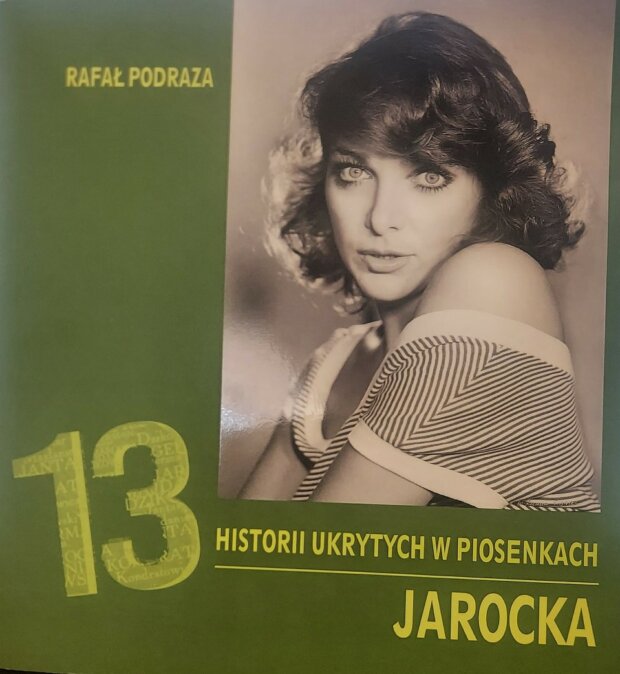 RAFAŁ PODRAZA
13
HISTORII UKRYTYCH W PIOSENKACH
JAROCKA